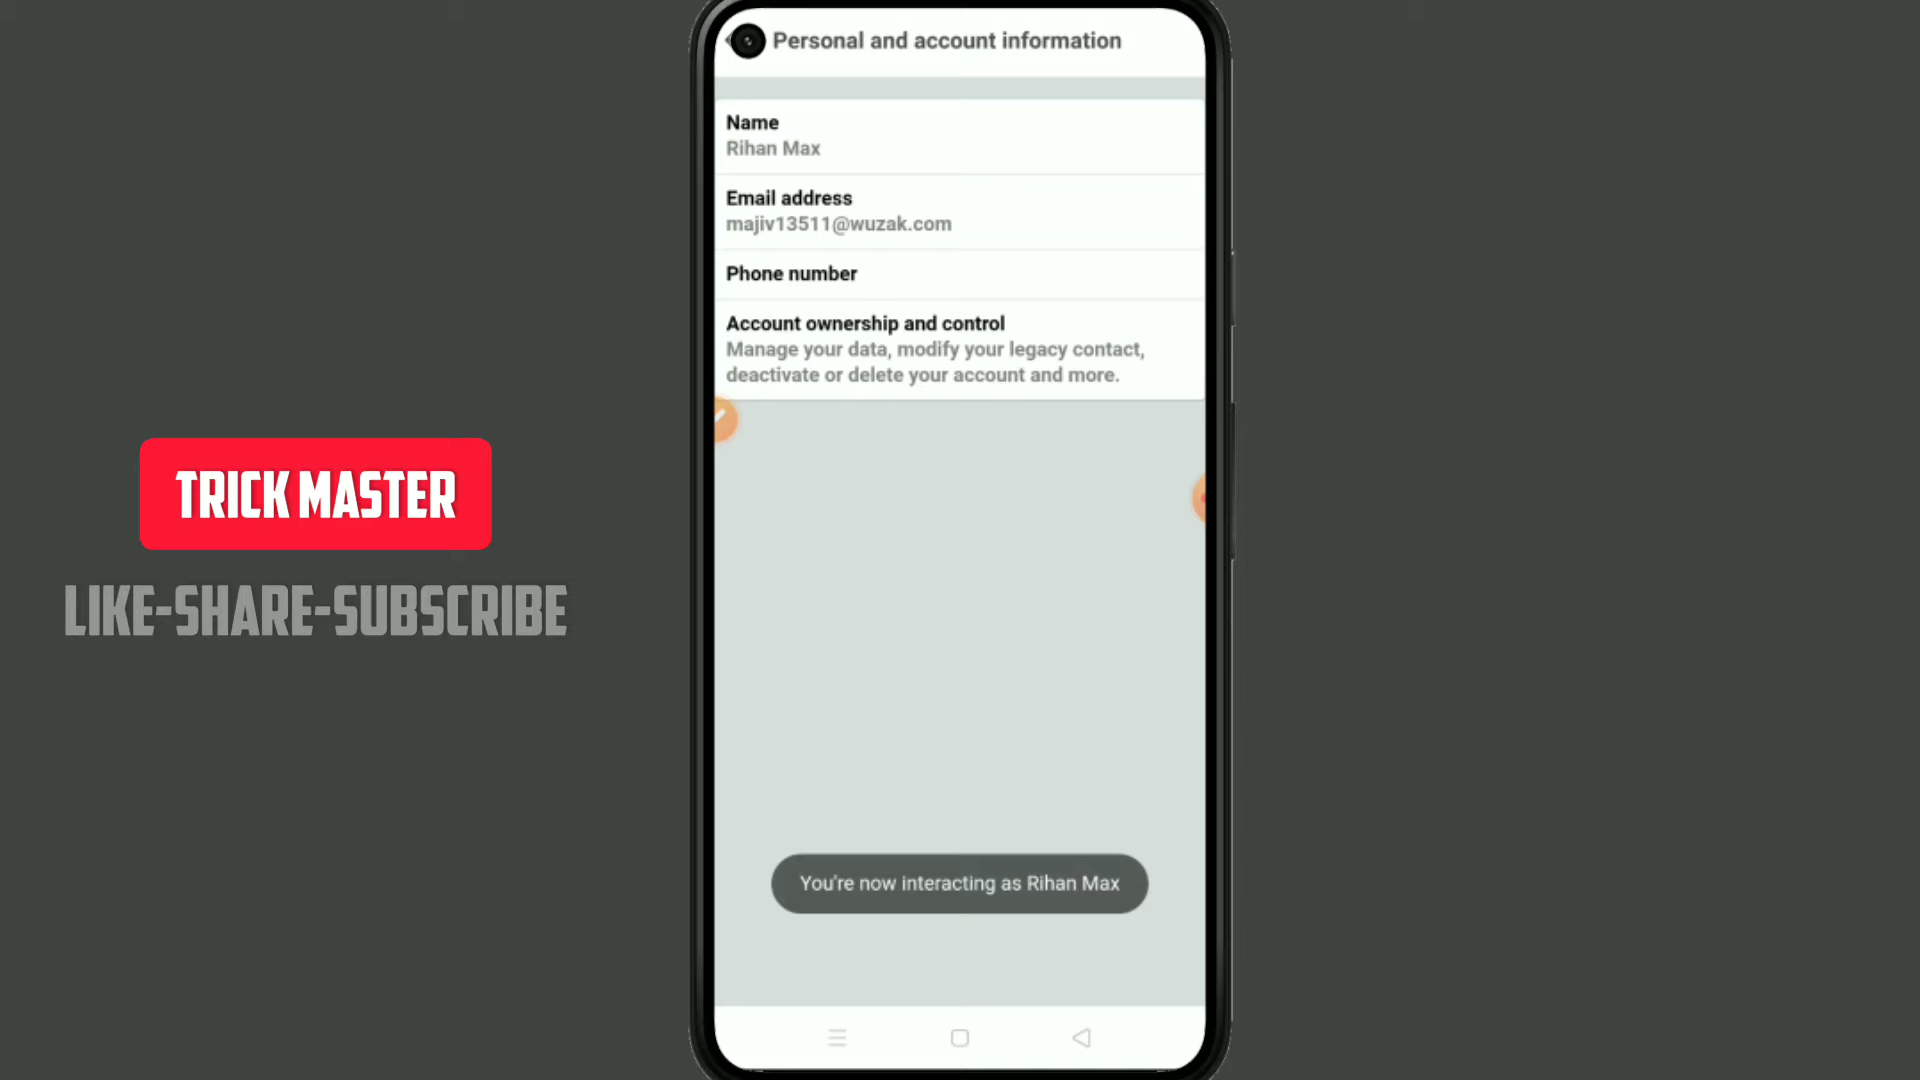 Personal and account information
Name
Rihan Max
Email address
majiv13511@wuzak.com
Phone number
Account ownership and control
Manage your data, modify your legacy contact,
deactivate or delete your account and more.
TRICK MASTER
LIKE-SHARE-SUBSCRIBE
You're now interacting as Rihan Max